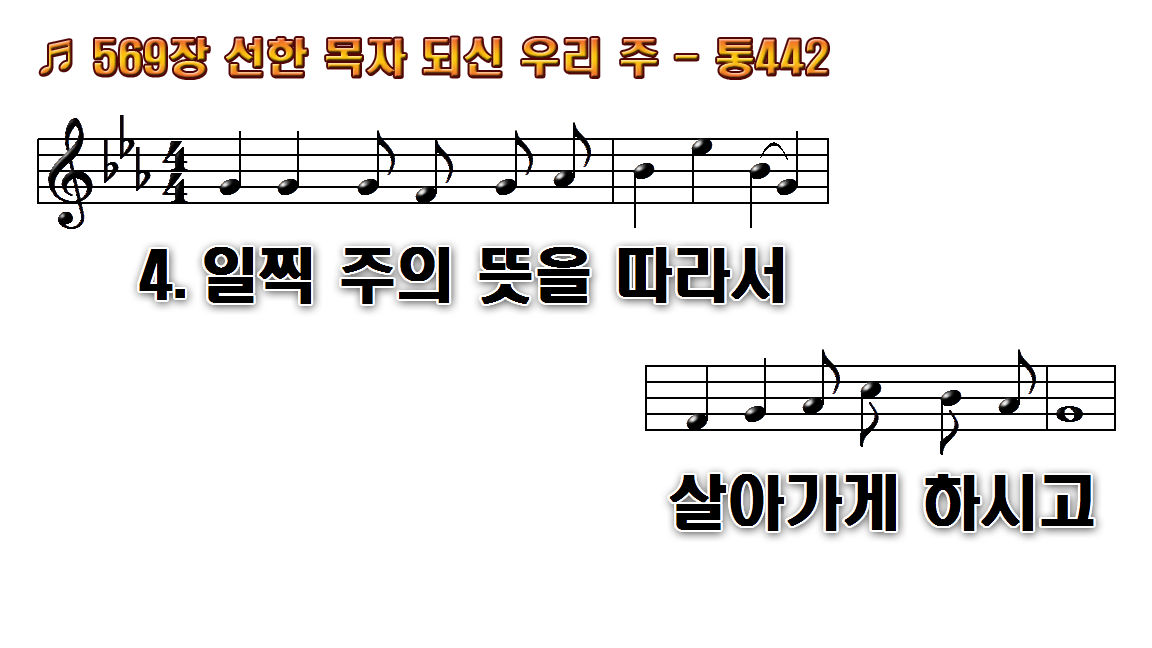 ♬ 569장 선한 목자 되신 우리 주 - 통442
4. 일찍 주의 뜻을 따라서
살아가게 하시고